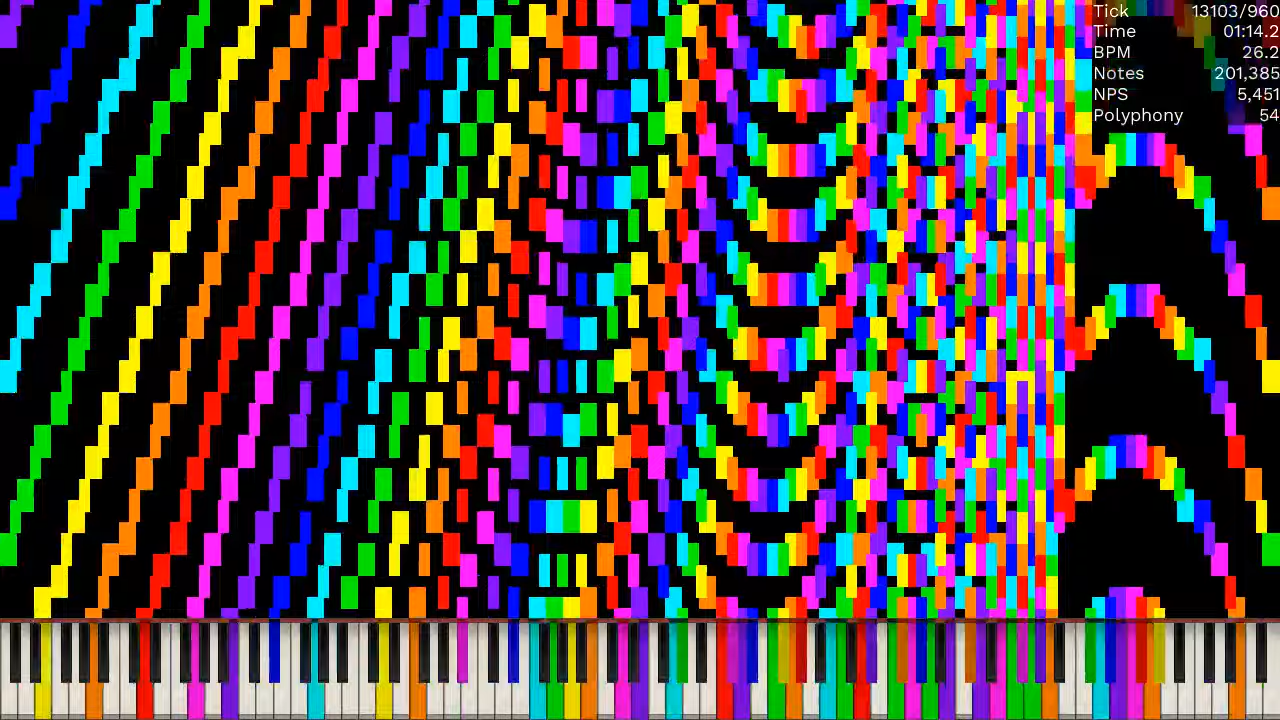 Tick 13103/960
Time 01:14.2
BPM 26.2
Notes 201,385
NPS 5,451
Polyphony 54